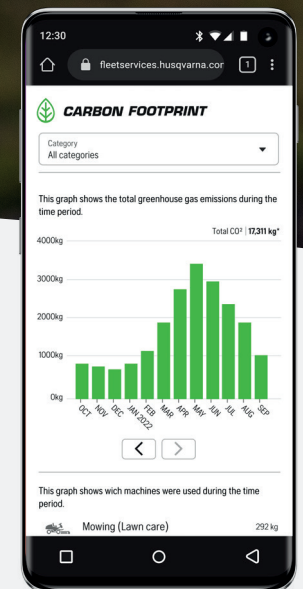 12:30
fleetservices.husqvarna.cor
1
CARBON FOOTPRINT
Category
All categories
This graph shows the total greenhouse gas emissions during the
time period.
Total CO² | 17,311 kg*
4000kg
3000kg
2000kg
1000kg
0kg
OCT NOV DEC JAN 2022 FEB MAR APR MAY JUN JUL AUG SEP
This graph shows wich machines were used during the time
period.
Mowing (Lawn care) 292 kg